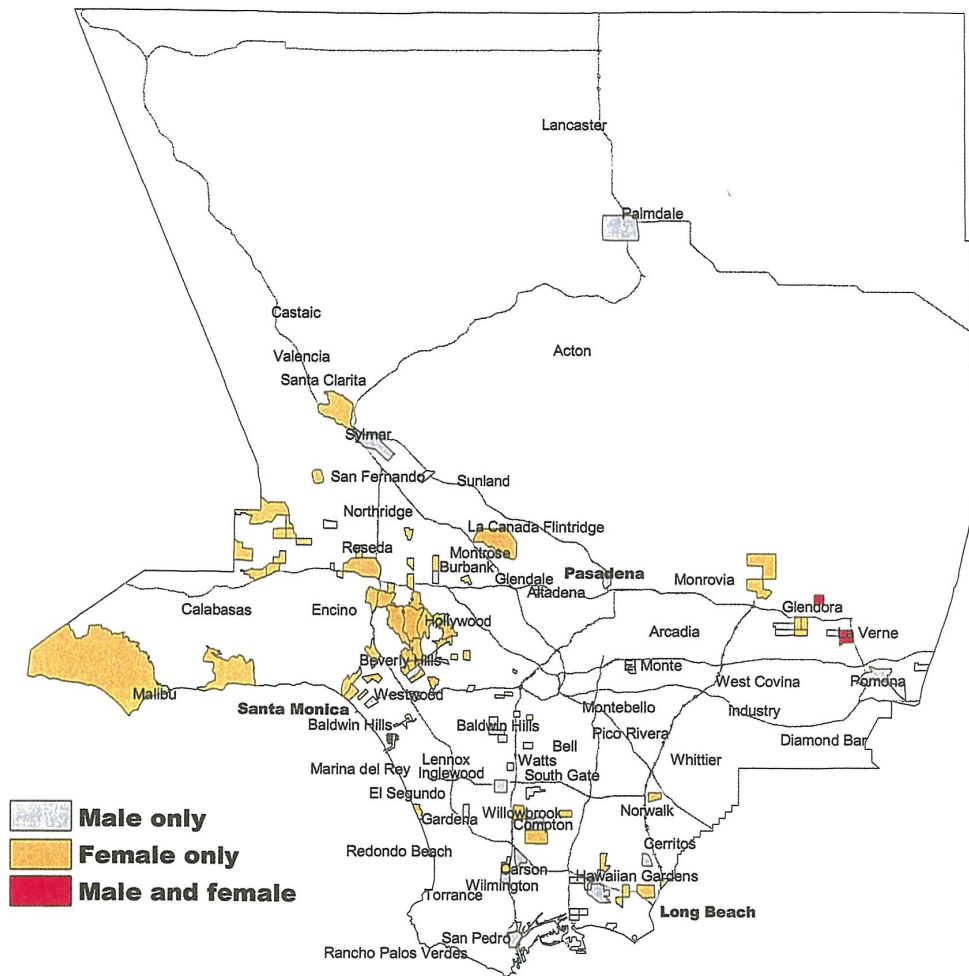 Lancaster
Palmdale
Castaic
Acton
Valencia
Santa Clarita
Sylmar
San Fernando
Sunland
Northridge
La Canada Flintridge
Reseda
Montrose
Burbank
Glendale
Pasadena
Altadena
Monrovia
Calabasas
Encino
Hollywood
Glendora
Arcadia
Verne
Beverly Hills
El Monte
Malibu
Westwood
West Covina
Pomona
Santa Monica
Montebello
Industry
Baldwin Hills
Baldwin Hills
Pico Rivera
Diamond Bar
Bell
Marina del Rey
Lennox
Watts
Whittier
Inglewood
South Gate
El Segundo
Male only
Gardena
Willowbrook
Norwalk
Compton
Female only
Redondo Beach
Cerritos
Male and female
Carson
Hawaiian Gardens
Wilmington
Torrance
Long Beach
San Pedro
Rancho Palos Verdes